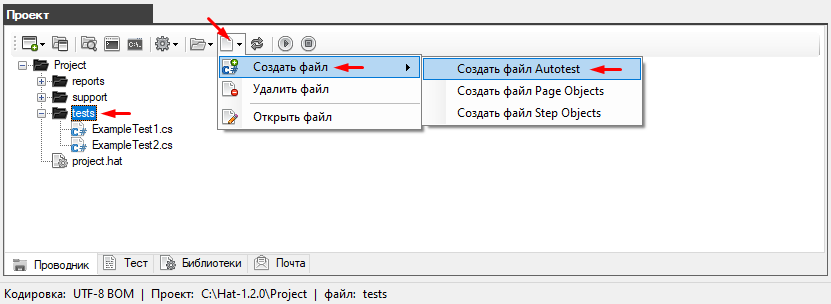 Проект
Создать файл
Удалить файл
Открыть файл
Создать файл Autotest
Создать файл Page Objects
Создать файл Step Objects
Project
reports
support
tests
ExampleTest1.cs
ExampleTest2.cs
project.hat
Проводник
Тест
Библиотеки
Почта
Кодировка: UTF-8 BOM | Проект: C:\Hat-1.2.0\Project | файл: tests